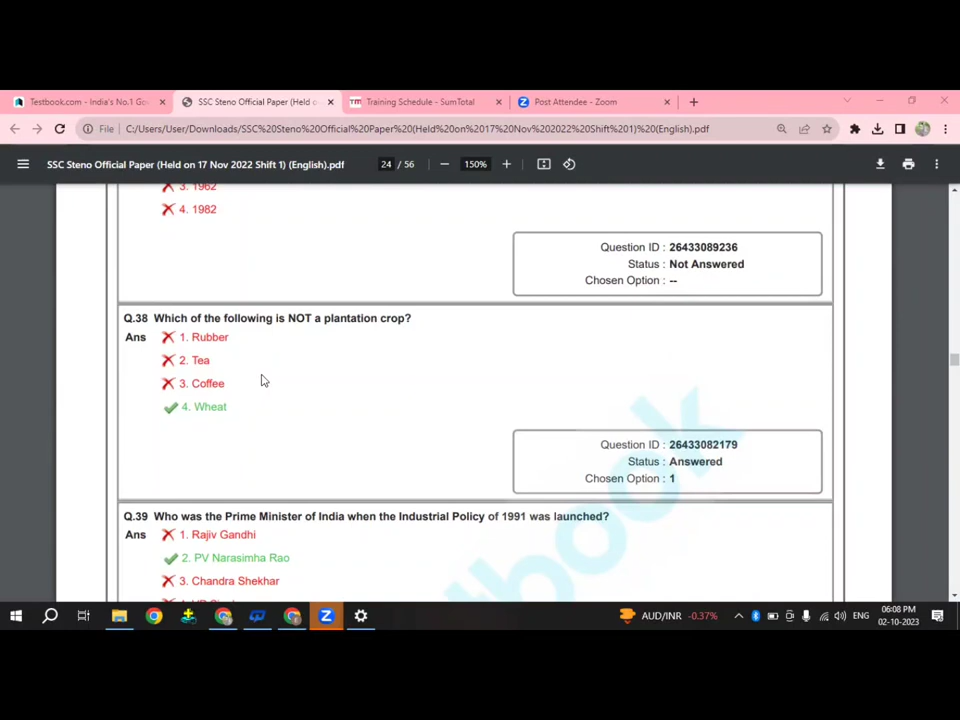 Testbook.com - India's No.1 Go
SSC Steno Official Paper (Held o
Training Schedule - SumTotal
Post Attendee - Zoom
File
C:/Users/User/Downloads/SSC%20Steno%20Official%20Paper%20(Held%20on%2017%20Nov%202022%20Shift%201)%20(English).pdf
SSC Steno Official Paper (Held on 17 Nov 2022 Shift 1) (English).pdf
24 / 56
150%
3. 1962
4. 1982
Question ID : 26433089236
Status : Not Answered
Chosen Option : --
Q.38 Which of the following is NOT a plantation crop?
Ans
1. Rubber
2. Tea
3. Coffee
4. Wheat
Question ID : 26433082179
Status : Answered
Chosen Option : 1
Q.39 Who was the Prime Minister of India when the Industrial Policy of 1991 was launched?
Ans
1. Rajiv Gandhi
2. PV Narasimha Rao
3. Chandra Shekhar
AUD/INR -0.37%
ENG
06:08 PM
02-10-2023